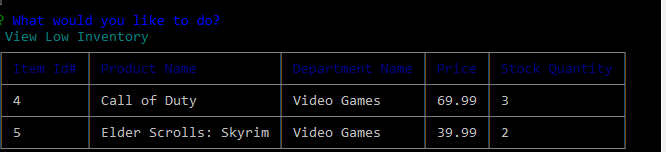 ? What would you like to do?
View Low Inventory
Item Id# Product Name Department Name Price Stock Quantity
4 Call of Duty Video Games 69.99 3
5 Elder Scrolls: Skyrim Video Games 39.99 2